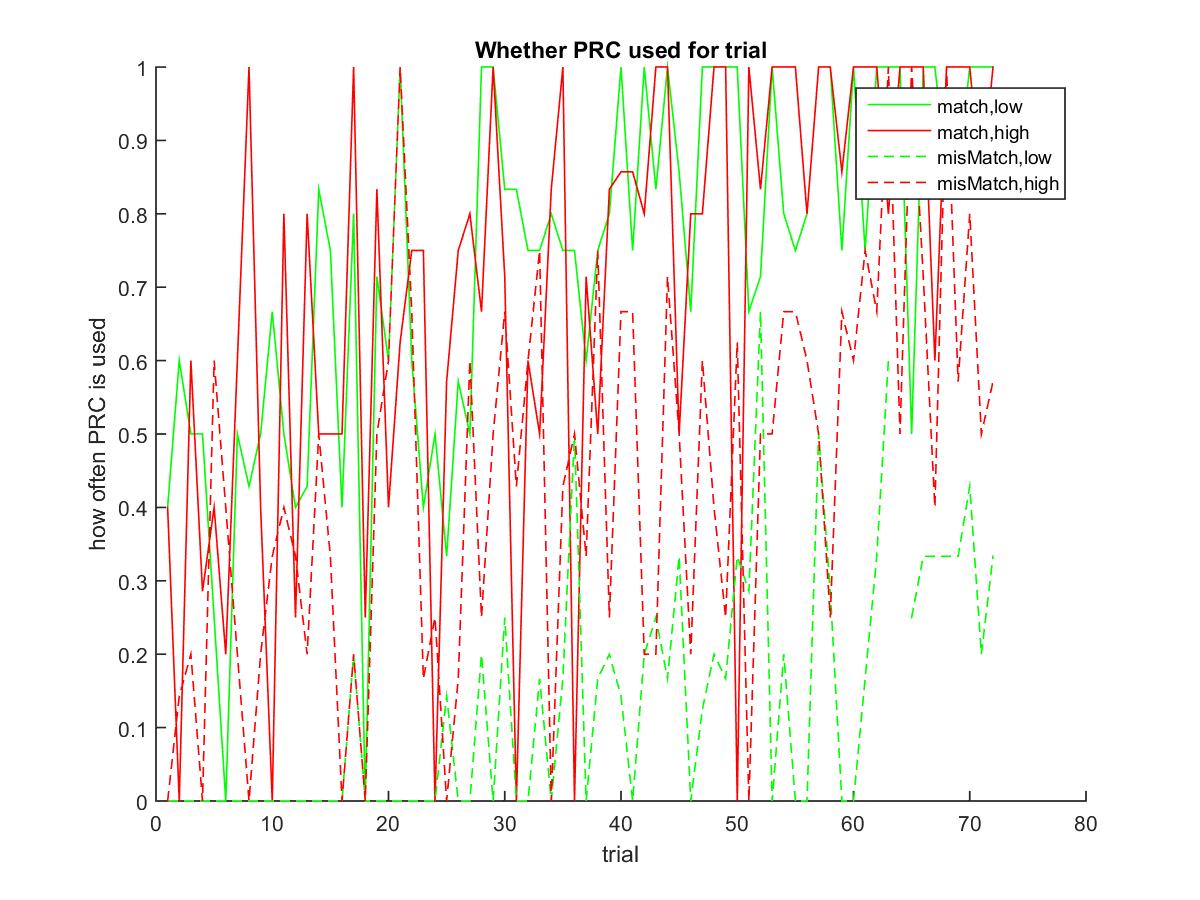 Whether PRC used for trial
1
0.9
0.8
0.7
0.6
0.5
0.4
0.3
0.2
0.1
0
how often PRC is used
match,low
match,high
misMatch,low
misMatch,high
0 10 20 30 40 50 60 70 80
trial